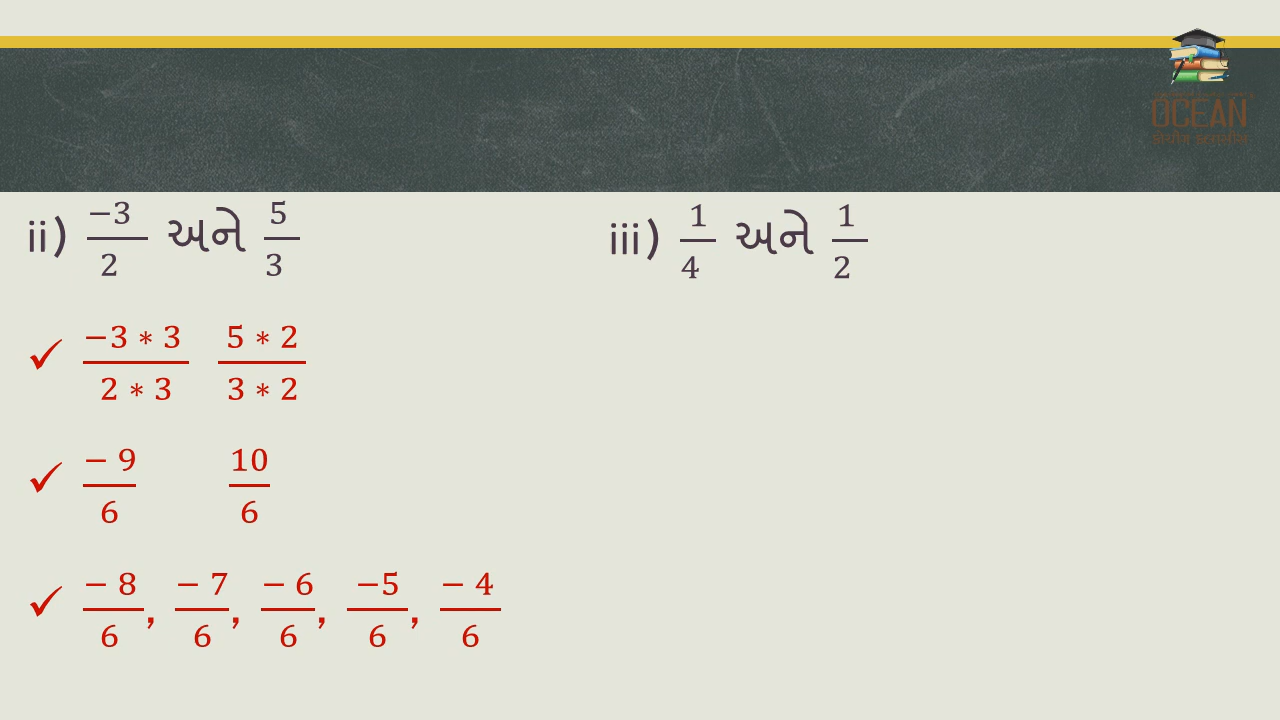 OCEAN
ii) −3/2 અને 5/3
✓ −3 ∗ 3/2 ∗ 3 5 ∗ 2/3 ∗ 2
✓ − 9/6 10/6
✓ − 8/6, − 7/6, − 6/6, −5/6, − 4/6
iii) 1/4 અને 1/2